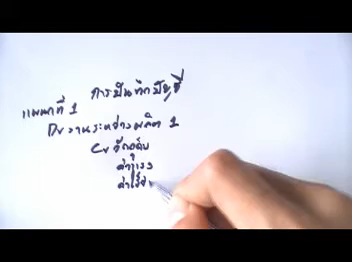 การบันทึกบัญชี
แผนกที่ 1
Dr งานระหว่างผลิต 1
Cr วัตถุดิบ
ค่าแรง
ค่าใช้จ่